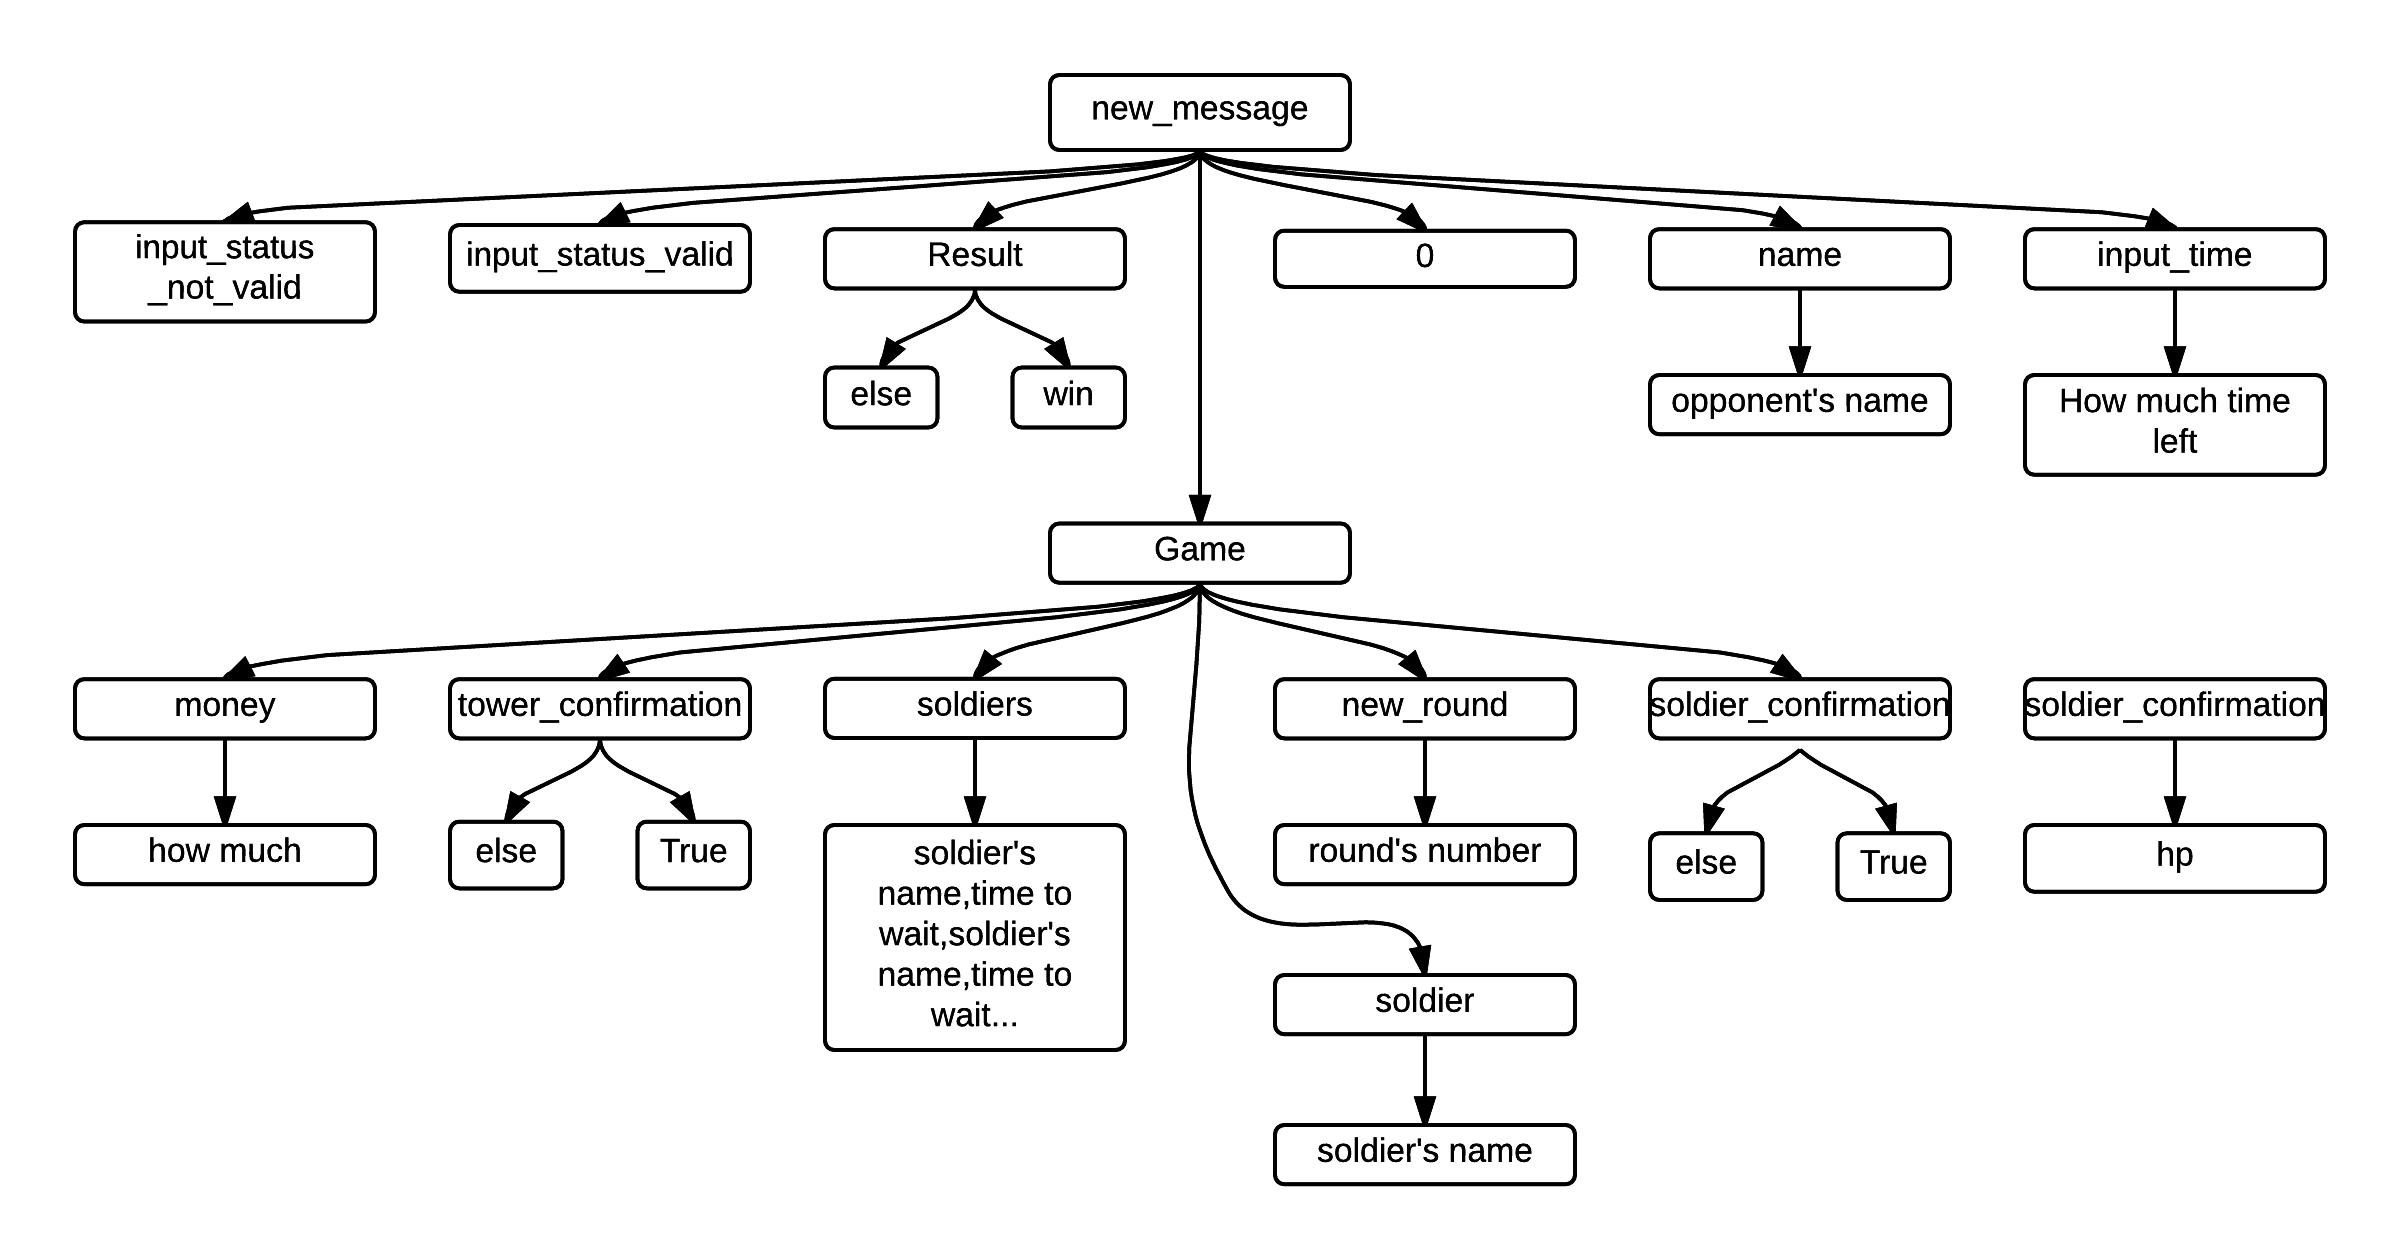 new_message
input_status
_not_valid
input_status_valid
Result
0
name
input_time
else
win
opponent's name
How much time
left
Game
money
tower_confirmation
soldiers
new_round
soldier_confirmation
soldier_confirmation
how much
else
True
soldier's
name,time to
wait,soldier's
name,time to
wait...
round's number
else
True
hp
soldier
soldier's name